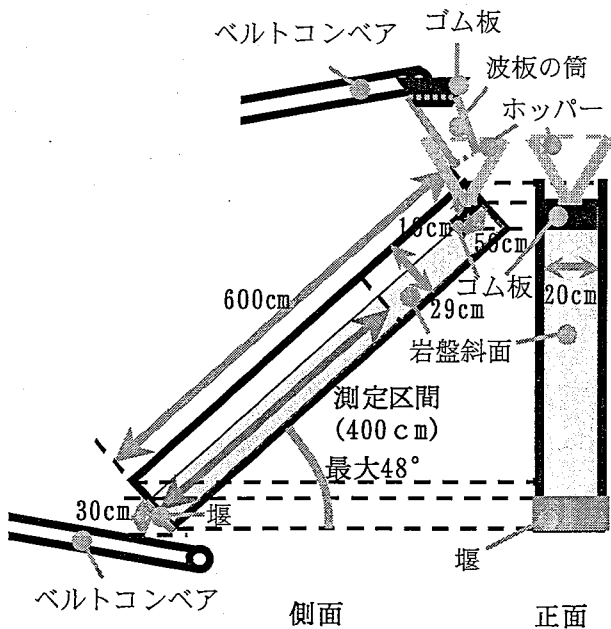 ベルトコンベア
ゴム板
波板の筒
ホッパー
10cm
50cm
ゴム板
600cm
29cm
20cm
岩盤斜面
測定区間
(400cm)
最大48°
30cm
堰
堰
ベルトコンベア
側面
正面